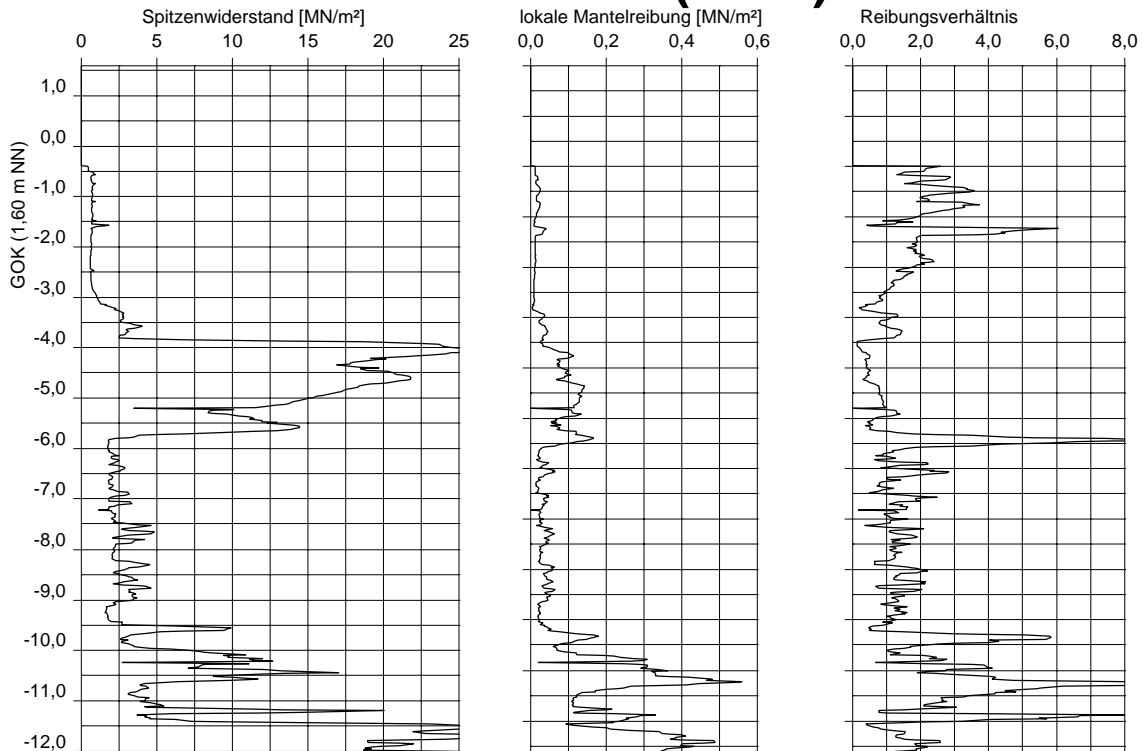 Spitzenwiderstand [MN/m²]
0 5 10 15 20 25
lokale Mantelreibung [MN/m²]
0,0 0,2 0,4 0,6
Reibungsverhältnis
0,0 2,0 4,0 6,0 8,0
GOK (1,60 m NN)
1,0
0,0
-1,0
-2,0
-3,0
-4,0
-5,0
-6,0
-7,0
-8,0
-9,0
-10,0
-11,0
-12,0